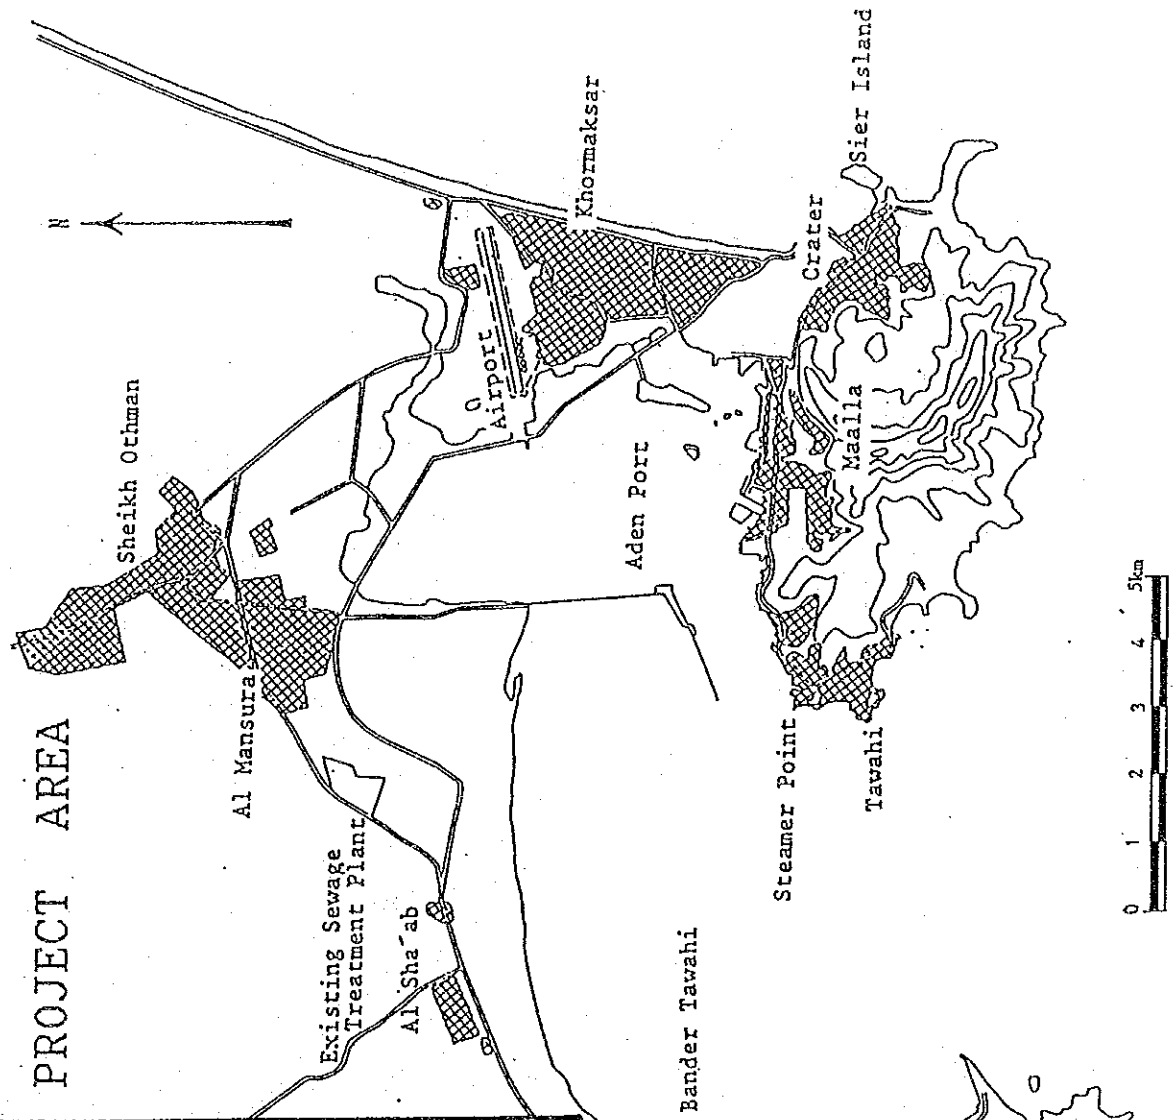 PROJECT AREA
N
Sheikh Othman
Al Mansura
Existing Sewage
Treatment Plant
Al Sha´ab
Airport
Khormaksar
Aden Port
Bander Tawahi
Steamer Point
Tawahi
Maalla
Crater
Sier Island
0 1 2 3 4 5km